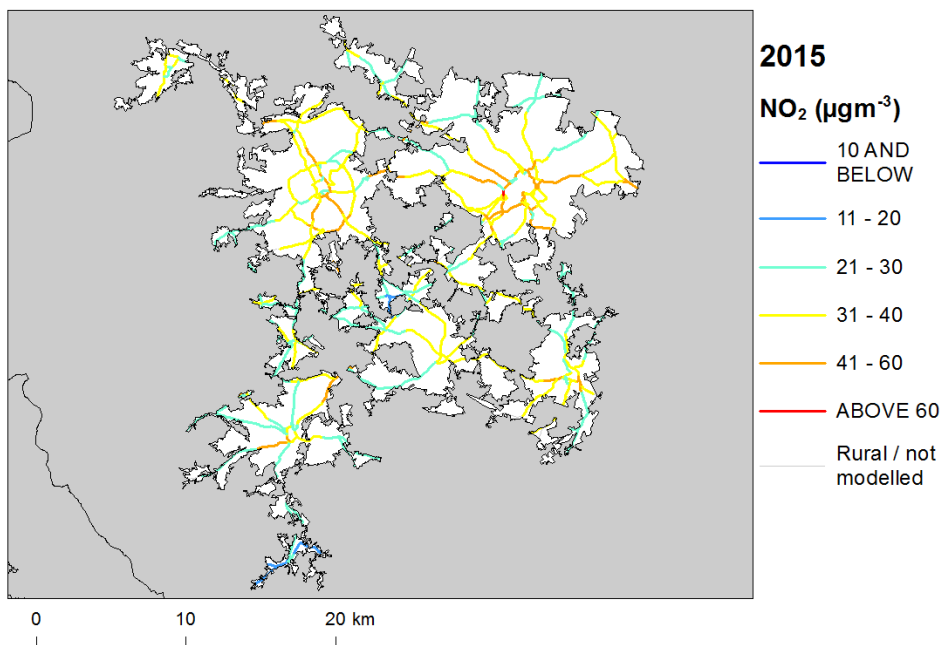 2015
NO₂ (µgm⁻³)
10 AND
BELOW
11 - 20
21 - 30
31 - 40
41 - 60
ABOVE 60
Rural / not
modelled
0 10 20 km